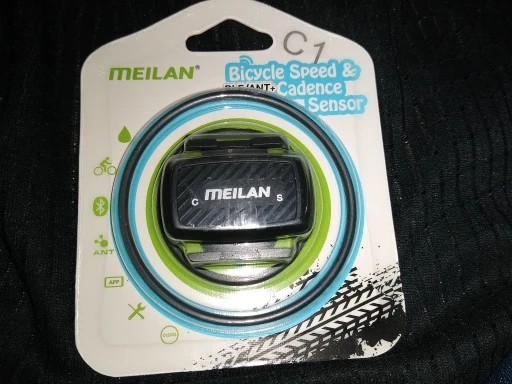 C1
MEILAN®
Bicycle Speed &
BLE/ANT+ Cadence
Sensor
MEILAN
C S
ANT
APP